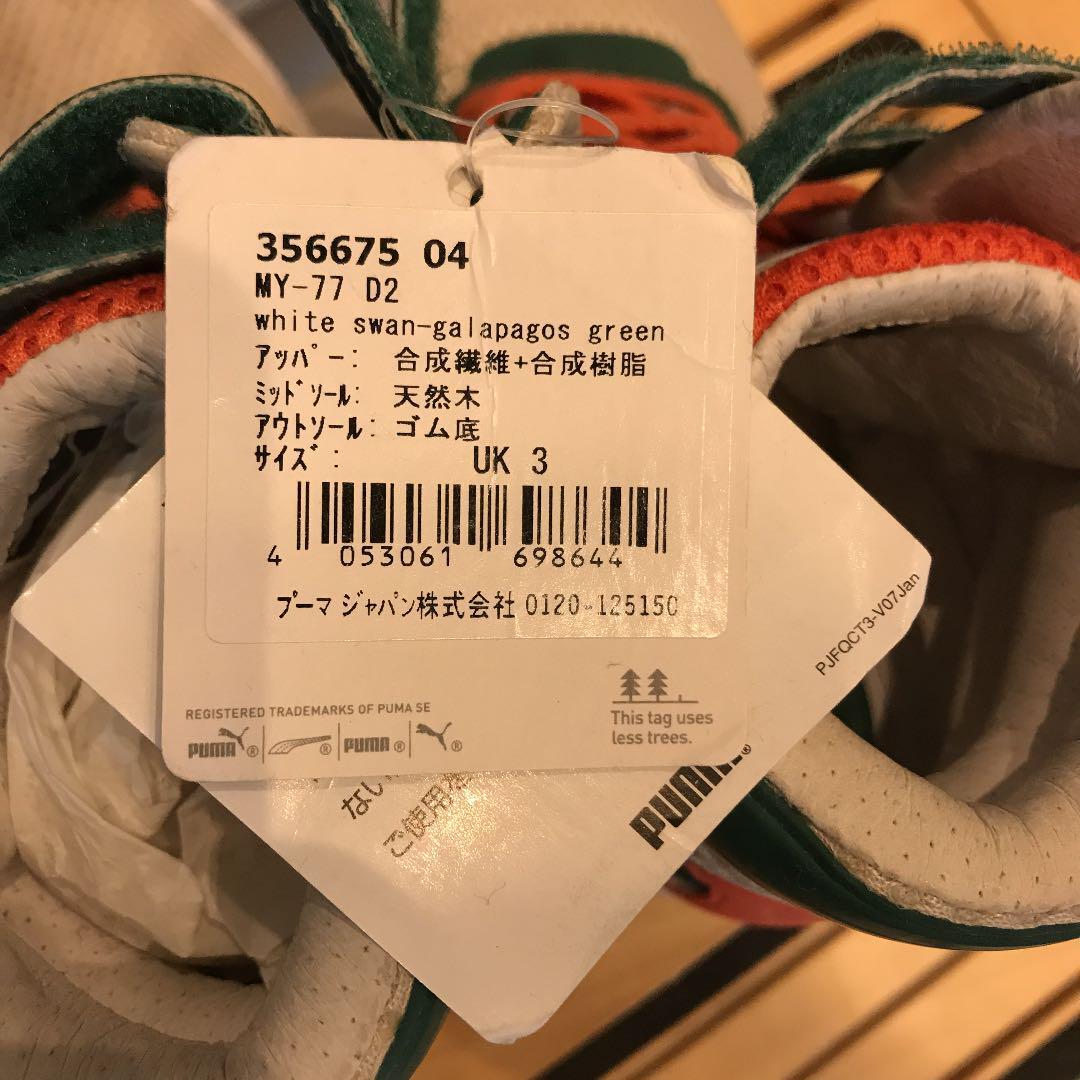 356675 04
MY-77 D2
white swan-galapagos green
アッパー: 合成繊維+合成樹脂
ミッドソール: 天然木
アウトソール: ゴム底
サイズ: UK 3
4 053061 698644
プーマ ジャパン株式会社 0120-125150
REGISTERED TRADEMARKS OF PUMA SE
PUMA® ® PUMA® ®
This tag uses
less trees.
PJFQCT3-V07Jan
ご使用
PUMA®